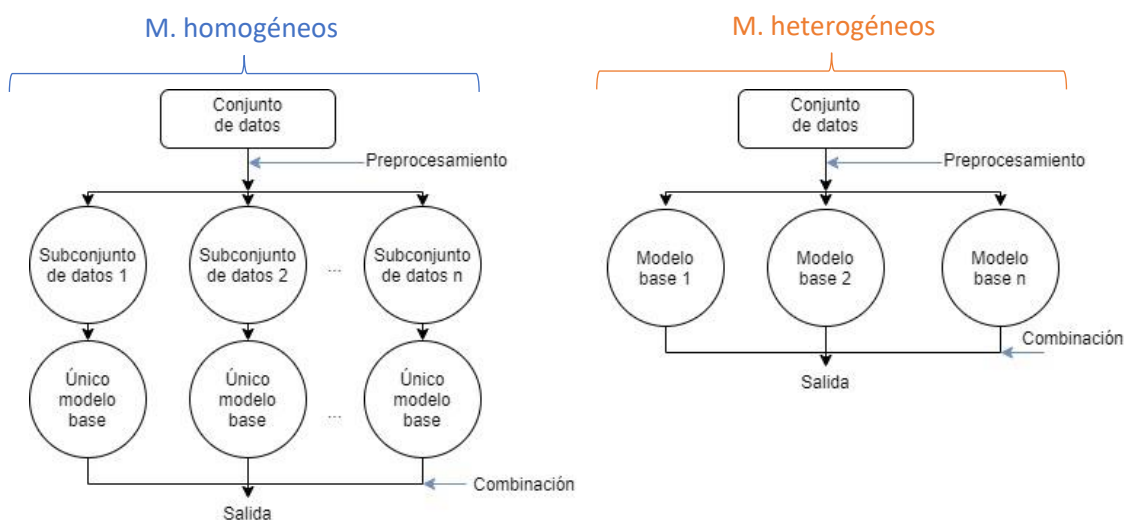 M. homogéneos
Conjunto
de datos
Preprocesamiento
Subconjunto
de datos 1
Subconjunto
de datos 2
...
Subconjunto
de datos n
Único
modelo
base
Único
modelo
base
...
Único
modelo
base
Combinación
Salida
M. heterogéneos
Conjunto
de datos
Preprocesamiento
Modelo
base 1
Modelo
base 2
Modelo
base n
Combinación
Salida